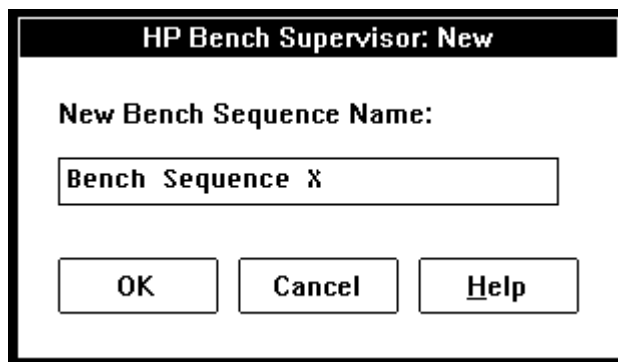 HP Bench Supervisor: New
New Bench Sequence Name:
Bench Sequence X
OK Cancel Help